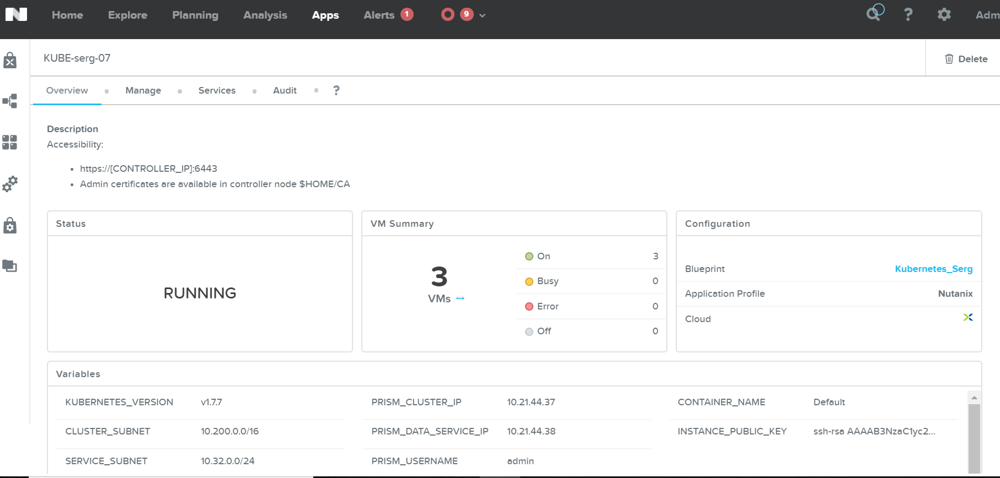 N Home Explore Planning Analysis Apps Alerts 1 9 ? Adm
KUBE-serg-07 Delete
Overview Manage Services Audit ?
Description
Accessibility:
• https://[CONTROLLER_IP]:6443
• Admin certificates are available in controller node $HOME/CA
Status
RUNNING
VM Summary
3
VMs
On 3
Busy 0
Error 0
Off 0
Configuration
Blueprint Kubernetes_Serg
Application Profile Nutanix
Cloud
Variables
KUBERNETES_VERSION v1.7.7 PRISM_CLUSTER_IP 10.21.44.37 CONTAINER_NAME Default
CLUSTER_SUBNET 10.200.0.0/16 PRISM_DATA_SERVICE_IP 10.21.44.38 INSTANCE_PUBLIC_KEY ssh-rsa AAAAB3NzaC1yc2...
SERVICE_SUBNET 10.32.0.0/24 PRISM_USERNAME admin